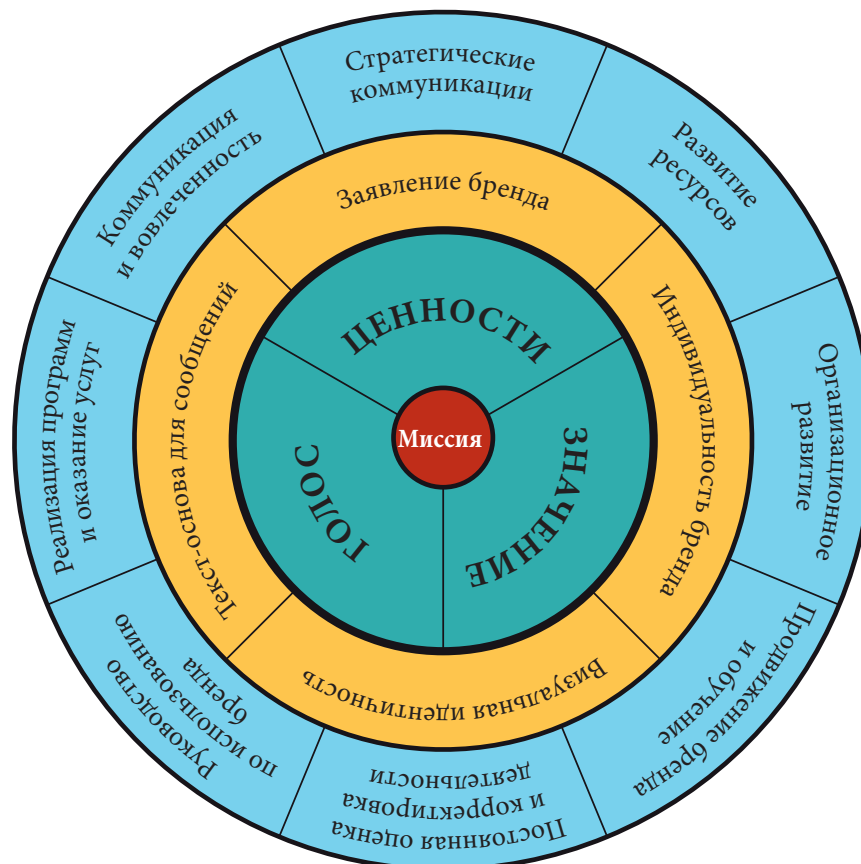 Стратегические
коммуникации
Развитие
ресурсов
Организационное
развитие
Продвижение бренда
и обучение
Постоянная оценка
и корректировка
деятельности
Руководство
по использованию
бренда
Реализация программ
и оказание услуг
Коммуникация
и вовлеченность
Заявление бренда
Индивидуальность бренда
Визуальная идентичность
Текст-основа для сообщений
ЦЕННОСТИ
ЗНАЧЕНИЕ
ГОЛОС
Миссия